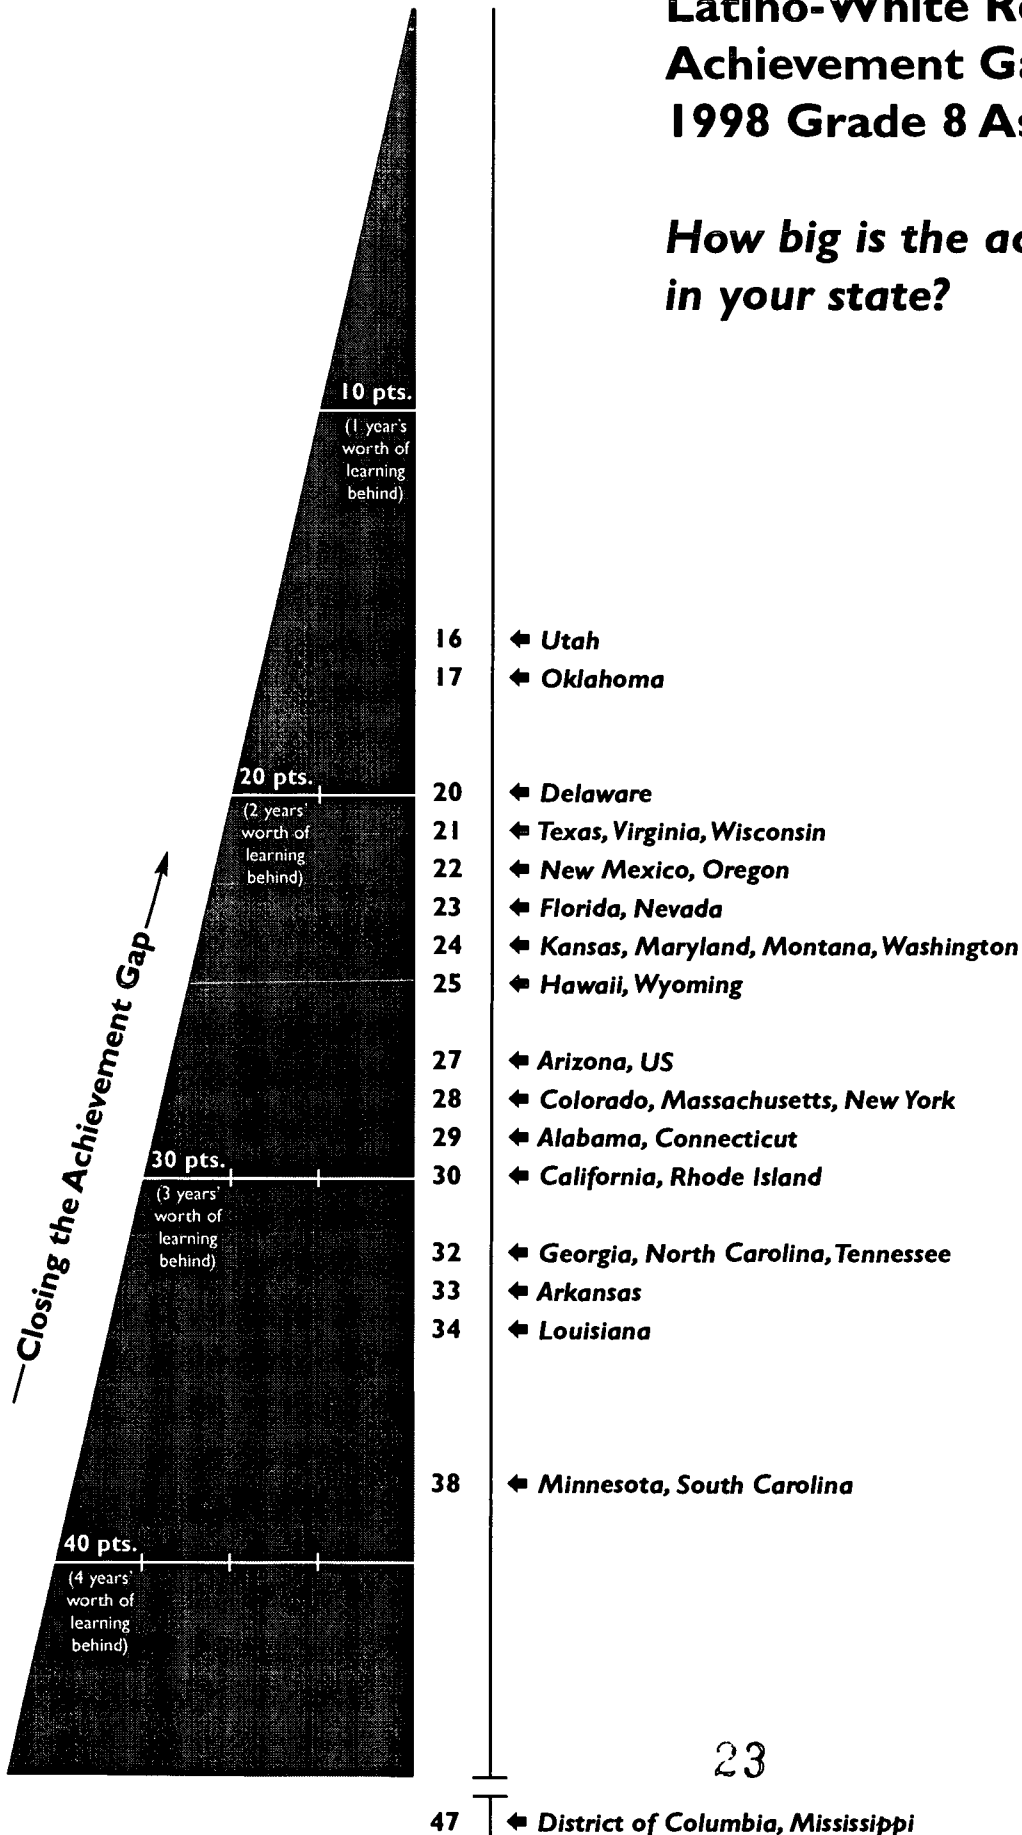 Latino-White
Achievement
1998 Grade 8
How big is the
in your state?
10 pts.
(1 year's
worth of
learning
behind)
16 Utah
17 Oklahoma
20 pts.
(2 years'
worth of
learning
behind)
20 Delaware
21 Texas, Virginia, Wisconsin
22 New Mexico, Oregon
23 Florida, Nevada
24 Kansas, Maryland, Montana, Washington
25 Hawaii, Wyoming
27 Arizona, US
28 Colorado, Massachusetts, New York
29 Alabama, Connecticut
30 pts.
(3 years'
worth of
learning
behind)
30 California, Rhode Island
32 Georgia, North Carolina, Tennessee
33 Arkansas
34 Louisiana
38 Minnesota, South Carolina
40 pts.
(4 years'
worth of
learning
behind)
Closing the Achievement Gap
23
47 District of Columbia, Mississippi